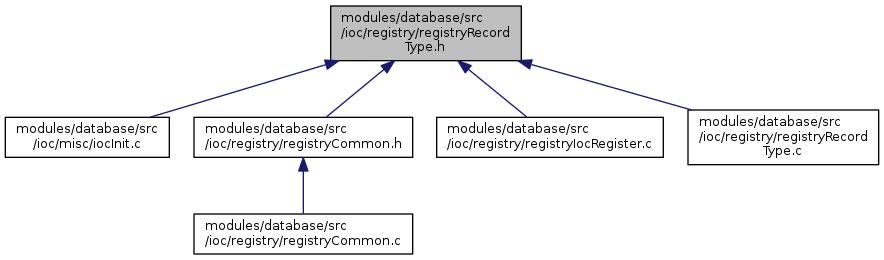 modules/database/src
/ioc/registry/registryRecord
Type.h
modules/database/src
/ioc/misc/iocInit.c
modules/database/src
/ioc/registry/registryCommon.h
modules/database/src
/ioc/registry/registryIocRegister.c
modules/database/src
/ioc/registry/registryRecord
Type.c
modules/database/src
/ioc/registry/registryCommon.c